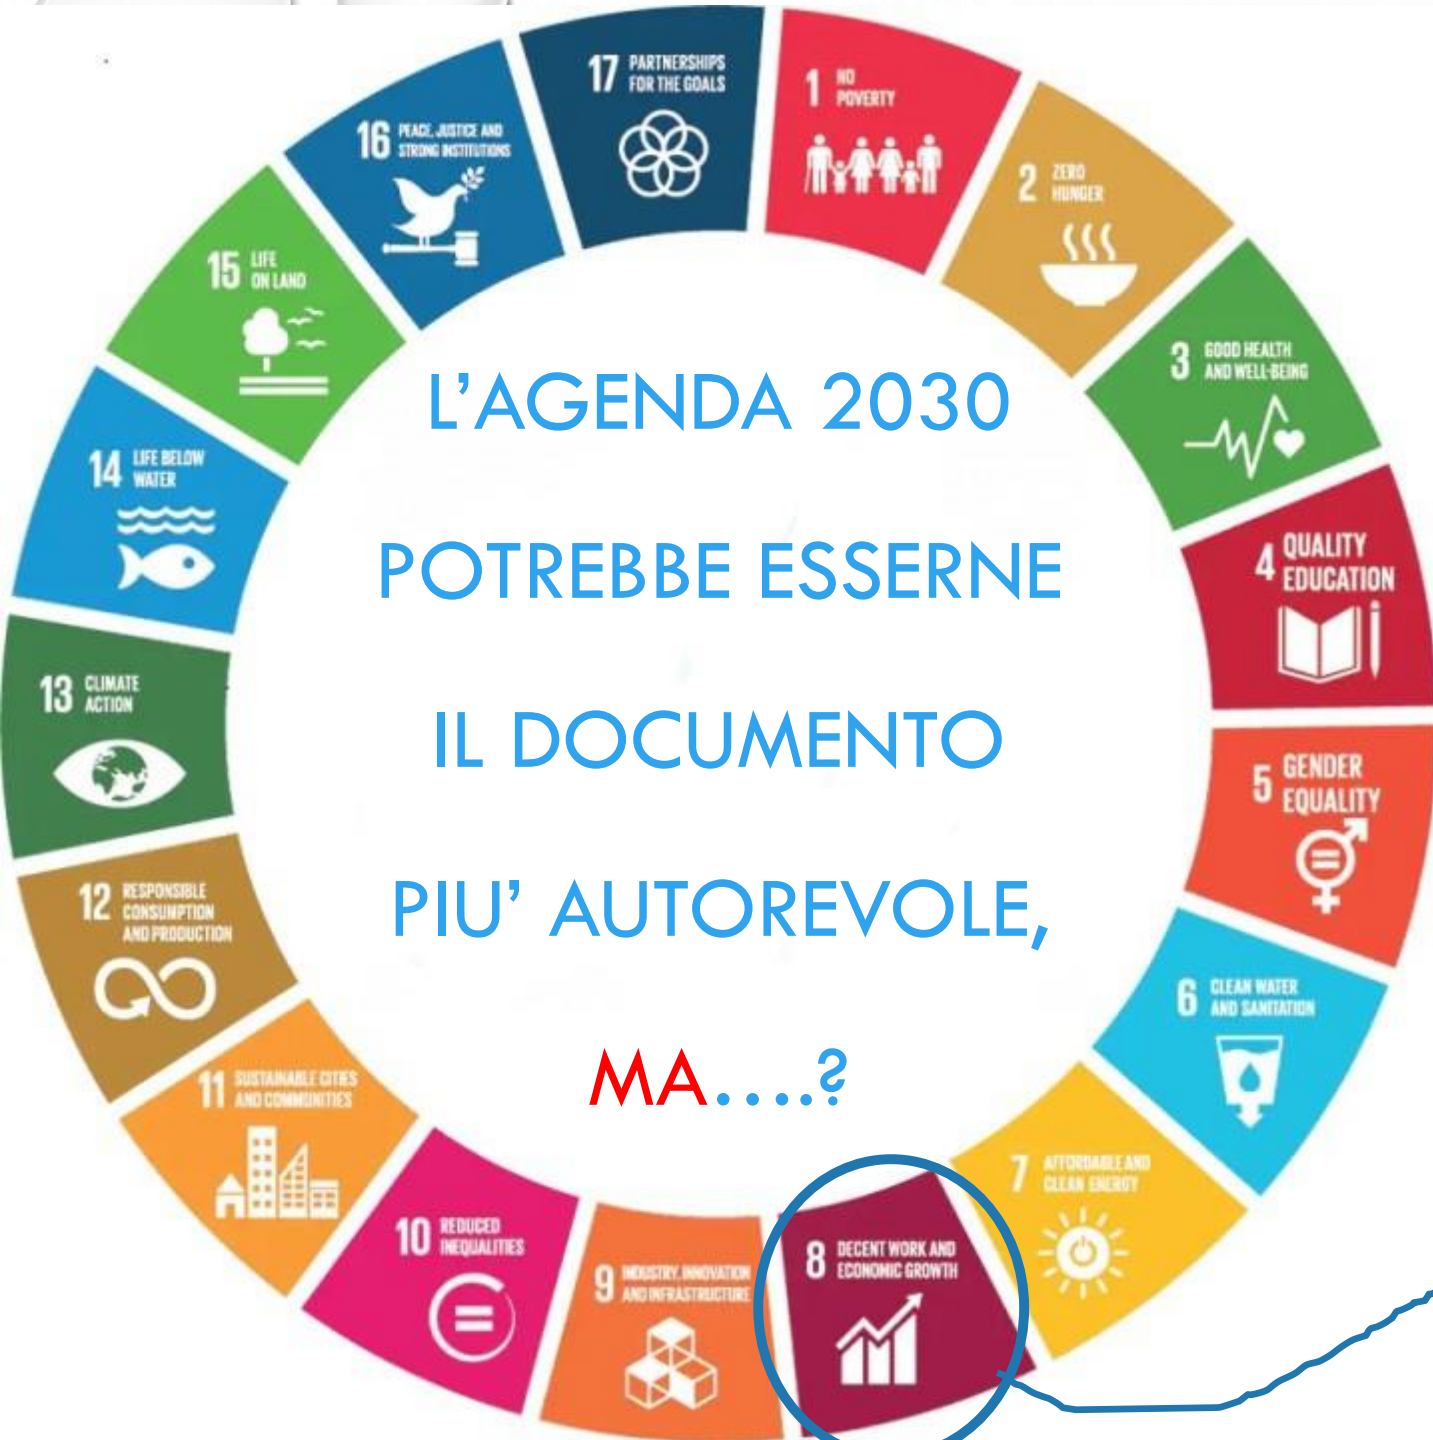 17 PARTNERSHIPS
FOR THE GOALS
1 NO
POVERTY
2 ZERO
HUNGER
3 GOOD HEALTH
AND WELL-BEING
4 QUALITY
EDUCATION
5 GENDER
EQUALITY
6 CLEAN WATER
AND SANITATION
7 AFFORDABLE AND
CLEAN ENERGY
8 DECENT WORK AND
ECONOMIC GROWTH
9 INDUSTRY, INNOVATION
AND INFRASTRUCTURE
10 REDUCED
INEQUALITIES
11 SUSTAINABLE CITIES
AND COMMUNITIES
12 RESPONSIBLE
CONSUMPTION
AND PRODUCTION
13 CLIMATE
ACTION
14 LIFE BELOW
WATER
15 LIFE
ON LAND
16 PEACE, JUSTICE AND
STRONG INSTITUTIONS
L’AGENDA 2030
POTREBBE ESSERNE
IL DOCUMENTO
PIU’ AUTOREVOLE,
MA....?